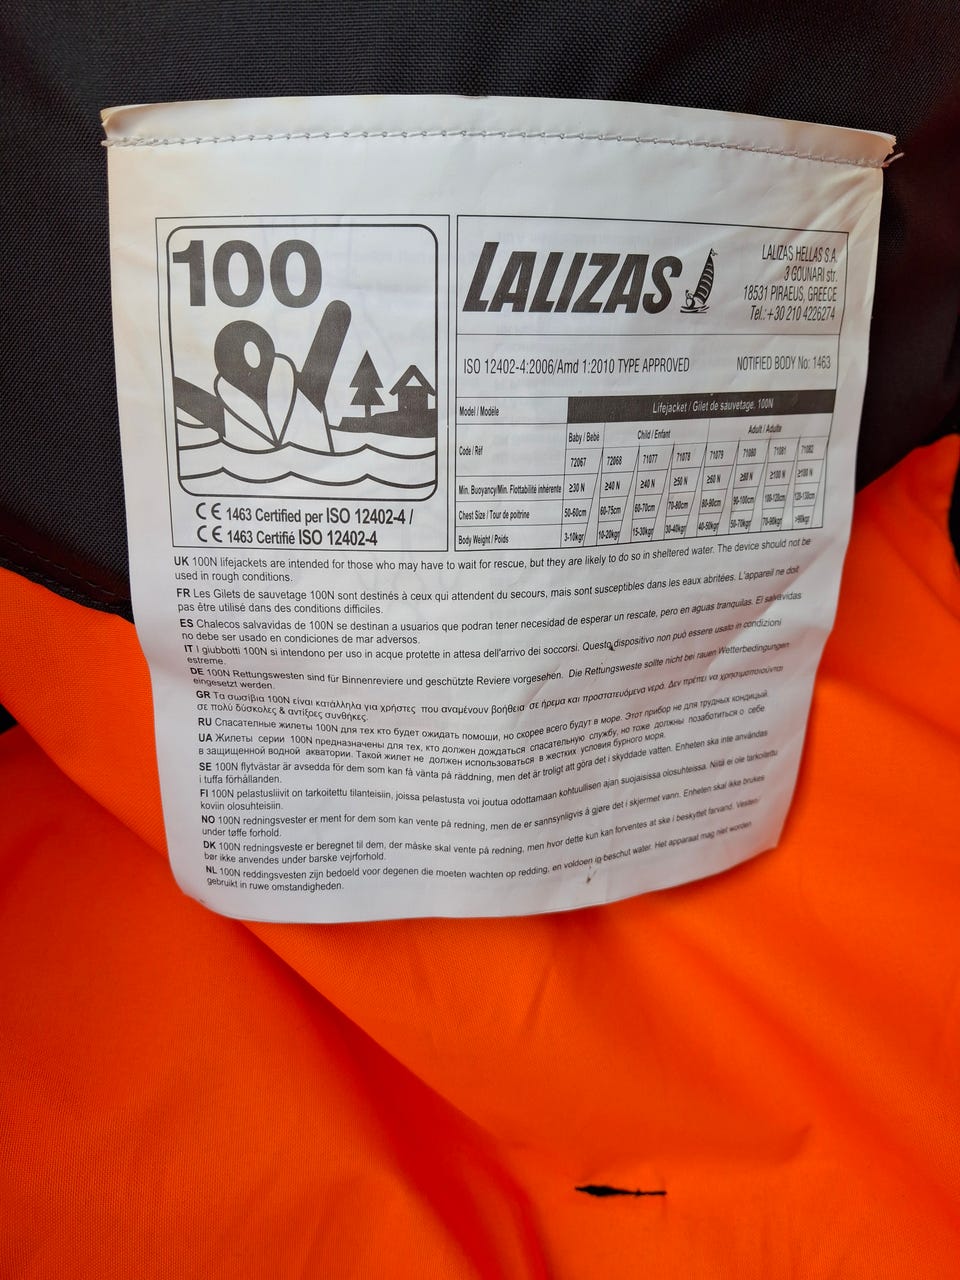 100
LALIZAS
LALIZAS HELLAS S.A.
3 GOUNARI str.
18531 PIRAEUS, GREECE
Tel.:+30 210 4226274
ISO 12402-4:2006/Amd 1:2010 TYPE APPROVED NOTIFIED BODY No: 1463
Model / Modèle Lifejacket / Gilet de sauvetage. 100N
Code / Réf Baby / Bebé Child / Enfant Adult / Adulte
72067 72068 71077 71078 71079 71080 71081 71082
Min. Buoyancy/Min. Flottabilité inhérente ≥30 N ≥40 N ≥40 N ≥50 N ≥60 N ≥80 N ≥100 N ≥100 N
Chest Size / Tour de poitrine 50-60cm 60-75cm 60-70cm 70-80cm 80-90cm 90-100cm 100-120cm 120-130cm
Body Weight / Poids 3-10kgr 10-20kgr 15-30kgr 30-40kgr 40-50kgr 50-70kgr 70-90kgr >90kgr
CE 1463 Certified per ISO 12402-4 /
CE 1463 Certifié ISO 12402-4
UK 100N lifejackets are intended for those who may have to wait for rescue, but they are likely to do so in sheltered water. The device should not be
used in rough conditions.
FR Les Gilets de sauvetage 100N sont destinés à ceux qui attendent du secours, mais sont susceptibles dans les eaux abritées. L'appareil ne doit
pas être utilisé dans des conditions difficiles.
ES Chalecos salvavidas de 100N se destinan a usuarios que podran tener necesidad de esperar un rescate, pero en aguas tranquilas. El salvavidas
no debe ser usado en condiciones de mar adversos.
IT I giubbotti 100N si intendono per uso in acque protette in attesa dell'arrivo dei soccorsi. Questo dispositivo non può essere usato in condizioni
estreme.
DE 100N Rettungswesten sind für Binnenreviere und geschützte Reviere vorgesehen. Die Rettungsweste sollte nicht bei rauen Wetterbedingungen
eingesetzt werden.
GR Τα σωσίβια 100N είναι κατάλληλα για χρήστες που αναμένουν βοήθεια σε ήρεμα και προστατευόμενα νερά. Δεν πρέπει να χρησιμοποιούνται
σε πολύ δύσκολες & αντίξοες συνθήκες.
RU Спасательные жилеты 100N для тех кто будет ожидать помоши, но скорее всего будут в море. Этот прибор не для трудных кондицый.
UA Жилеты серии 100N предназначены для тех, кто должен дождаться спасательную службу, но тоже должны позаботиться о себе
в защищенной водной акватории. Такой жилет не должен использоваться в жестких условия бурного моря.
SE 100N flytvästar är avsedda för dem som kan få vänta på räddning, men det är troligt att göra det i skyddade vatten. Enheten ska inte användas
i tuffa förhållanden.
FI 100N pelastusliivit on tarkoitettu tilanteisiin, joissa pelastusta voi joutua odottamaan kohtuullisen ajan suojaisissa olosuhteissa. Niitä ei ole tarkoitettu
koviin olosuhteisiin.
NO 100N redningsvester er ment for dem som kan vente på redning, men de er sannsynligvis å gjøre det i skjermet vann. Enheten skal ikke brukes
under tøffe forhold.
DK 100N redningsveste er beregnet til dem, der måske skal vente på redning, men hvor dette kun kan forventes at ske i beskyttet farvand. Vesten
bør ikke anvendes under barske vejrforhold.
NL 100N reddingsvesten zijn bedoeld voor degenen die moeten wachten op redding, en voldoen in beschut water. Het apparaat mag niet worden
gebruikt in ruwe omstandigheden.